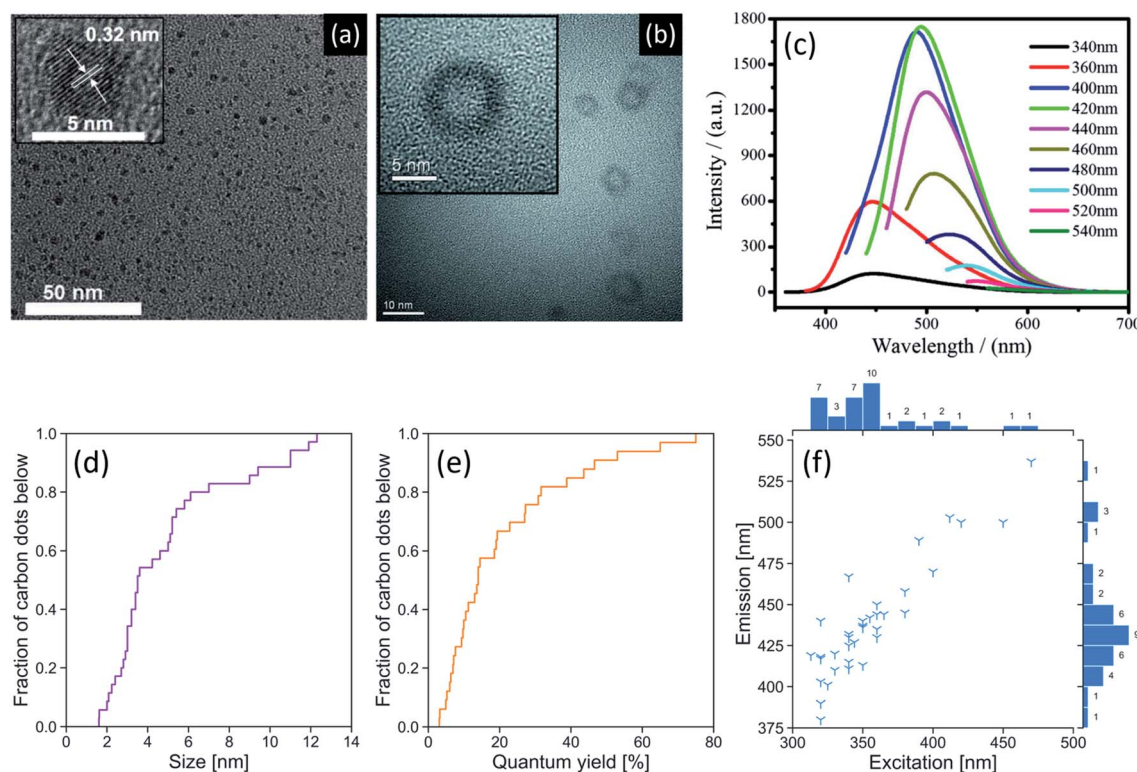 (a)
0.32 nm
5 nm
50 nm
(b)
5 nm
10 nm
(c)
Intensity / (a.u.)
1800
1500
1200
900
600
300
0
340nm
360nm
400nm
420nm
440nm
460nm
480nm
500nm
520nm
540nm
400 500 600 700
Wavelength / (nm)
(d)
Fraction of carbon dots below
1.0
0.8
0.6
0.4
0.2
0.0
0 2 4 6 8 10 12 14
Size [nm]
(e)
Fraction of carbon dots below
1.0
0.8
0.6
0.4
0.2
0.0
0 20 40 60 80
Quantum yield [%]
7 3 7 10 1 2 1 2 1 1 1
(f)
Emission [nm]
550
525
500
475
450
425
400
375
300 350 400 450 500
Excitation [nm]
1
3
1
2
2
6
9
6
4
1
1